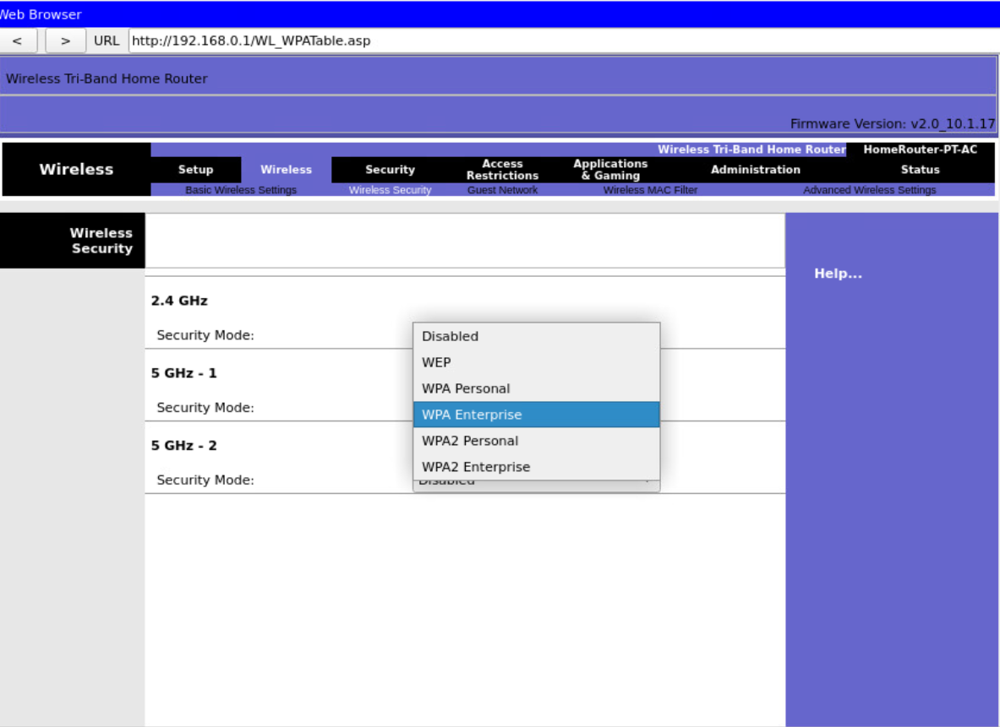 Web Browser
< > URL http://192.168.0.1/WL_WPATable.asp
Wireless Tri-Band Home Router
Firmware Version: v2.0_10.1.17
Wireless Tri-Band Home Router HomeRouter-PT-AC
Wireless
Setup Wireless Security Access Restrictions Applications & Gaming Administration Status
Basic Wireless Settings Wireless Security Guest Network Wireless MAC Filter Advanced Wireless Settings
Wireless
Security
Help...
2.4 GHz
Security Mode:
Disabled
WEP
5 GHz - 1
WPA Personal
Security Mode:
WPA Enterprise
5 GHz - 2
WPA2 Personal
WPA2 Enterprise
Security Mode:
Disabled